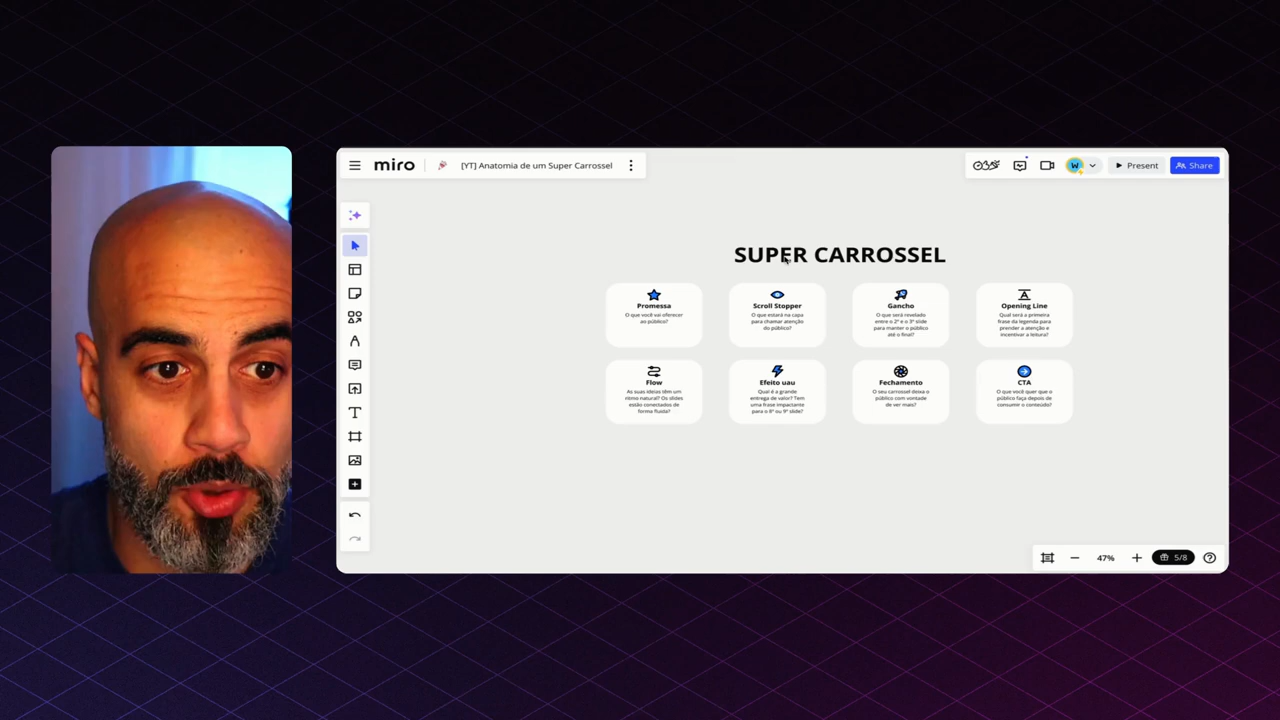 miro
[YT] Anatomia de um Super Carrossel
W
Present
Share
SUPER CARROSSEL
Promessa
O que você vai oferecer
ao público?
Scroll Stopper
O que estará na capa
para chamar atenção
do público?
Gancho
O que será revelado
entre o 2º e o 3º slide
para manter o público
até o final?
Opening Line
Qual será a primeira
frase da legenda para
prender a atenção e
incentivar a leitura?
Flow
As suas ideias têm um
ritmo natural? Os slides
estão conectados de
forma fluida?
Efeito uau
Qual é a grande
entrega de valor? Tem
uma frase impactante
para o 8º ou 9º slide?
Fechamento
O seu carrossel deixa o
público com vontade
de ver mais?
CTA
O que você quer que o
público faça depois de
consumir o conteúdo?
47%
5/8